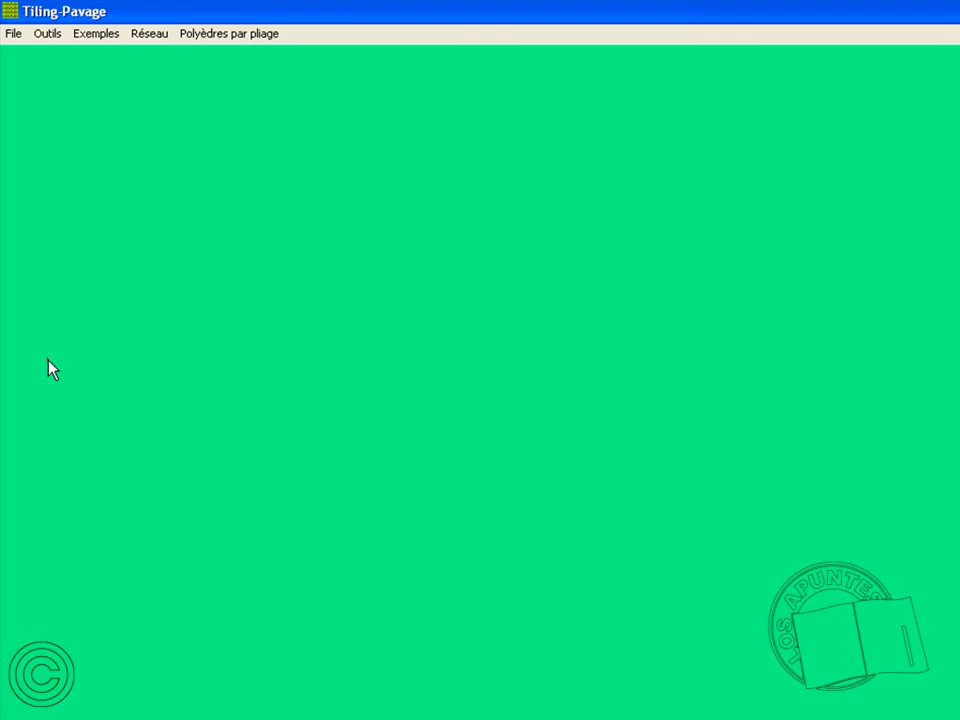 Tiling-Pavage
File Outils Exemples Réseau Polyèdres par pliage
LOS APUNTES
©